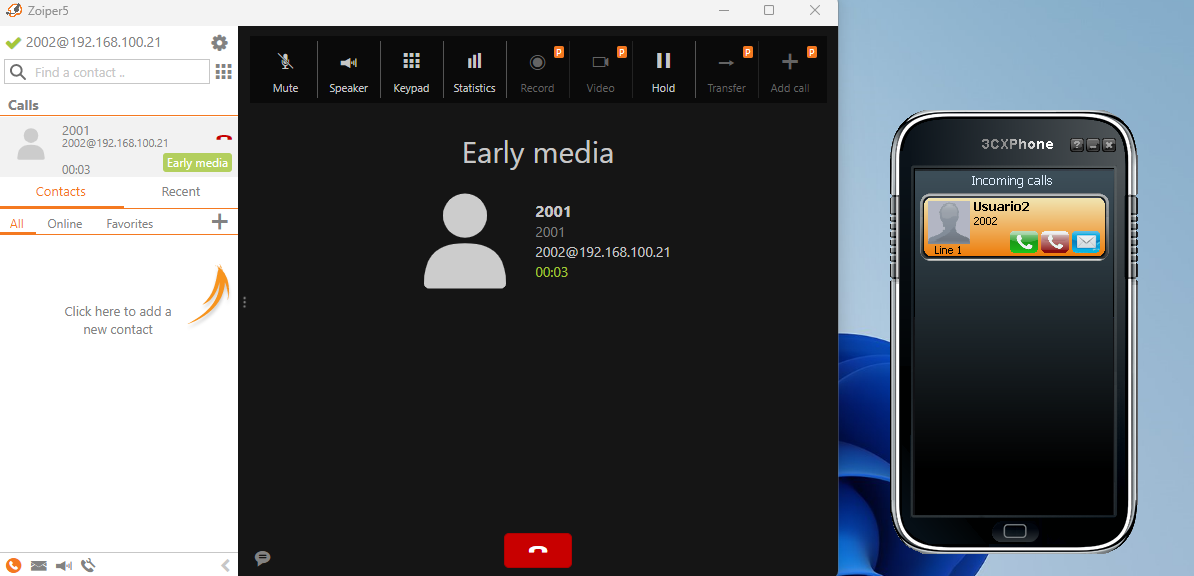 Zoiper5
2002@192.168.100.21
Find a contact ..
Calls
2001
2002@192.168.100.21
Early media
00:03
Contacts
Recent
All
Online
Favorites
Click here to add a
new contact
Mute
Speaker
Keypad
Statistics
Record
P
Video
P
Hold
Transfer
P
Add call
P
Early media
2001
2001
2002@192.168.100.21
00:03
3CXPhone
?
Incoming calls
Usuario2
2002
Line 1